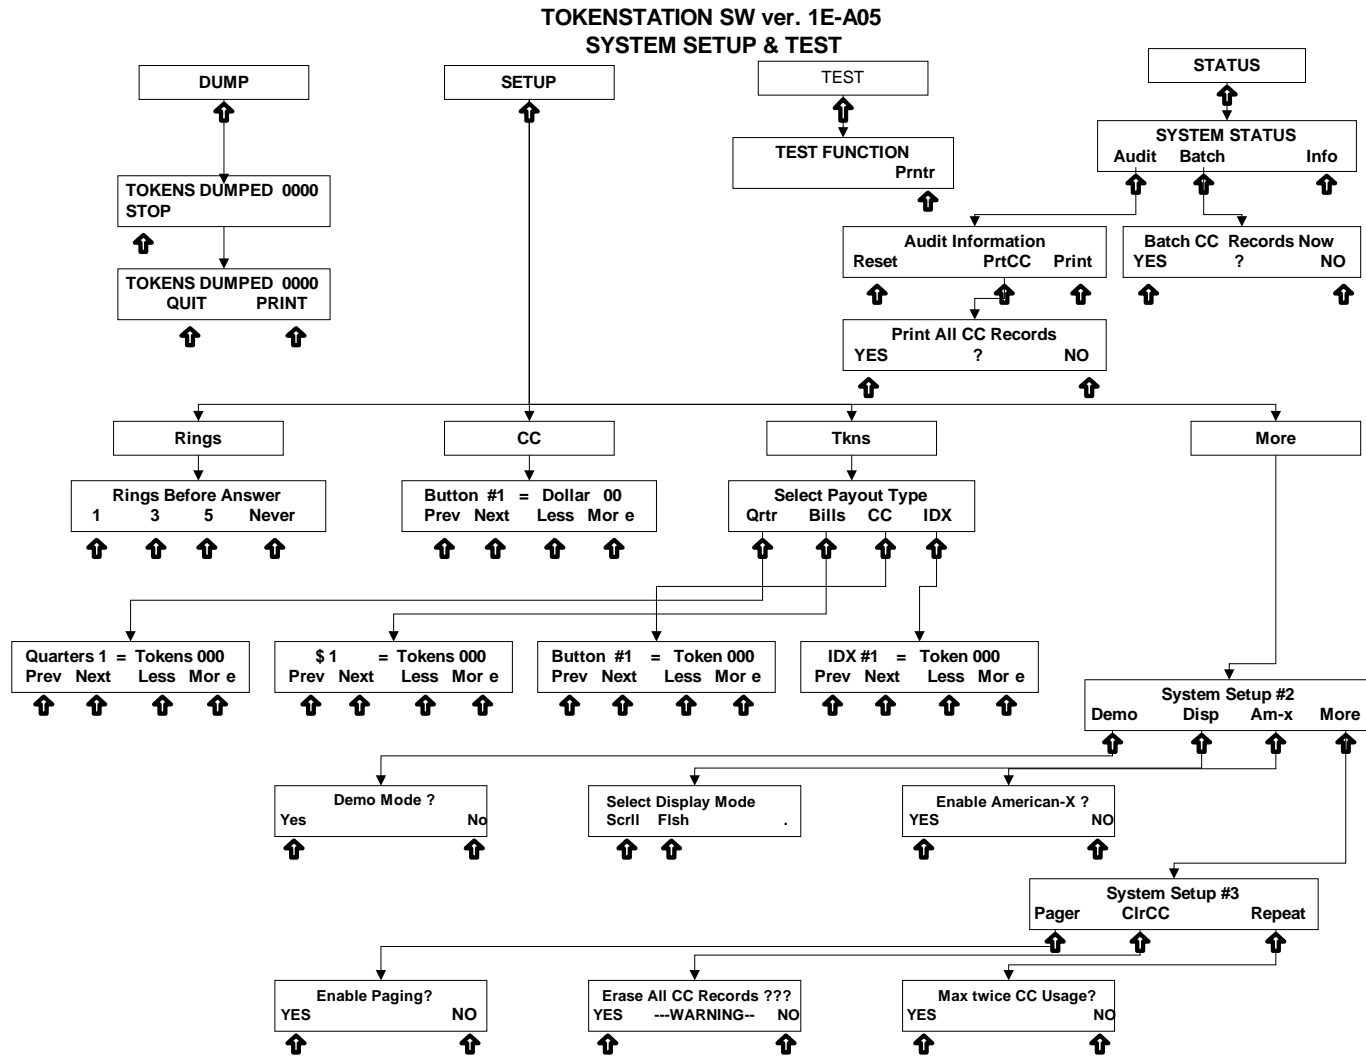 TOKENSTATION SW ver. 1E-A05
SYSTEM SETUP & TEST
DUMP
SETUP
TEST
STATUS
TOKENS DUMPED 0000
STOP
TOKENS DUMPED 0000
QUIT PRINT
TEST FUNCTION
Prntr
SYSTEM STATUS
Audit Batch Info
Audit Information
Reset PrtCC Print
Batch CC Records Now
YES ? NO
Print All CC Records
YES ? NO
Rings
CC
Tkns
More
Rings Before Answer
1 3 5 Never
Button #1 = Dollar 00
Prev Next Less Mor e
Select Payout Type
Qrtr Bills CC IDX
Quarters 1 = Tokens 000
Prev Next Less Mor e
$ 1 = Tokens 000
Prev Next Less Mor e
Button #1 = Token 000
Prev Next Less Mor e
IDX #1 = Token 000
Prev Next Less Mor e
System Setup #2
Demo Disp Am-x More
Demo Mode ?
Yes No
Select Display Mode
Scrll Flsh .
Enable American-X ?
YES NO
System Setup #3
Pager ClrCC Repeat
Enable Paging?
YES NO
Erase All CC Records ???
YES ---WARNING-- NO
Max twice CC Usage?
YES NO